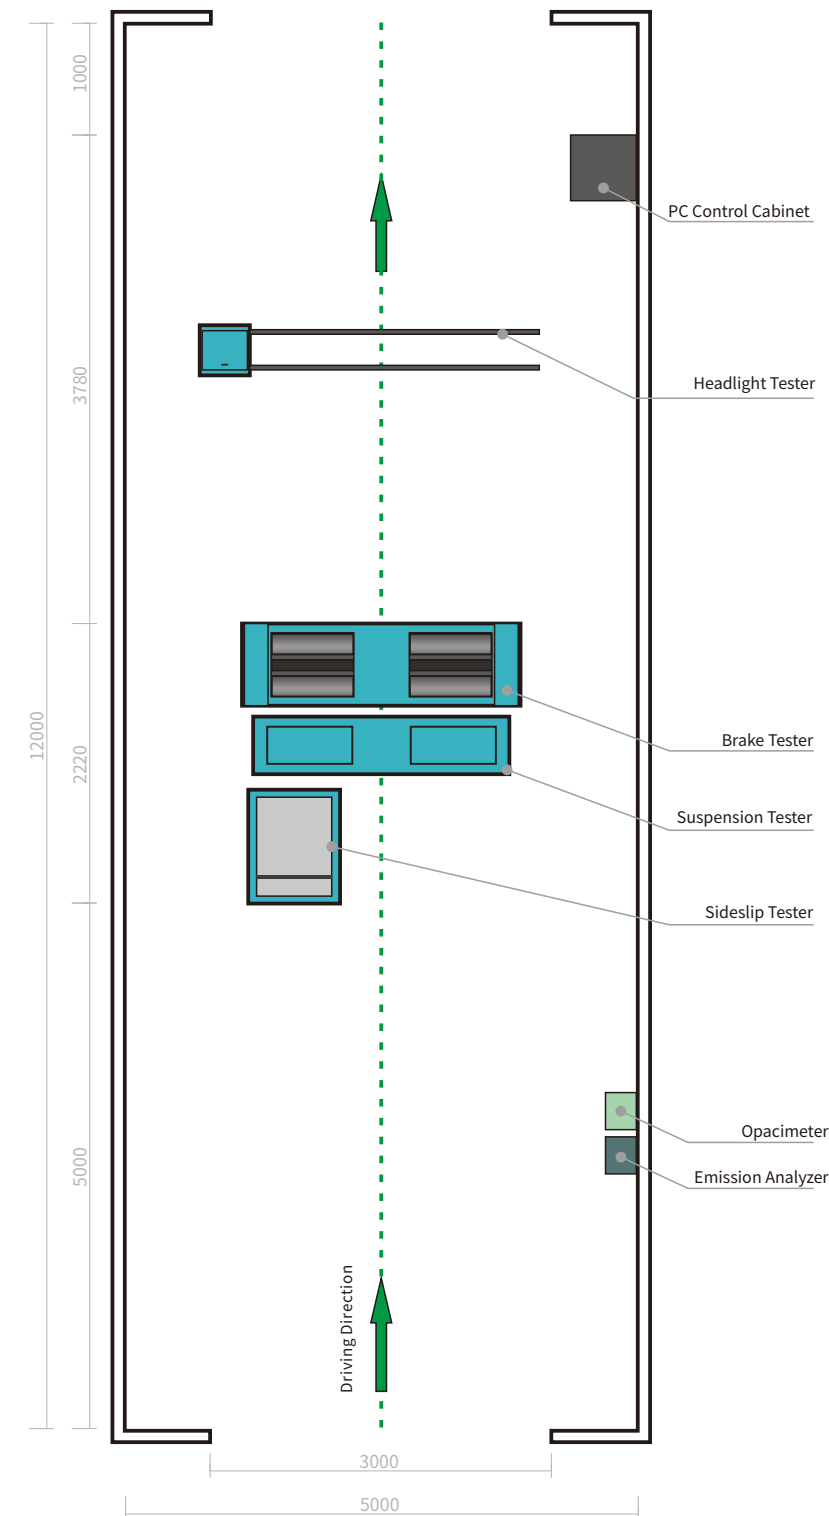 1000
PC Control Cabinet
3780
Headlight Tester
12000
2220
Brake Tester
Suspension Tester
Sideslip Tester
5000
Opacimeter
Emission Analyzer
Driving Direction
3000
5000